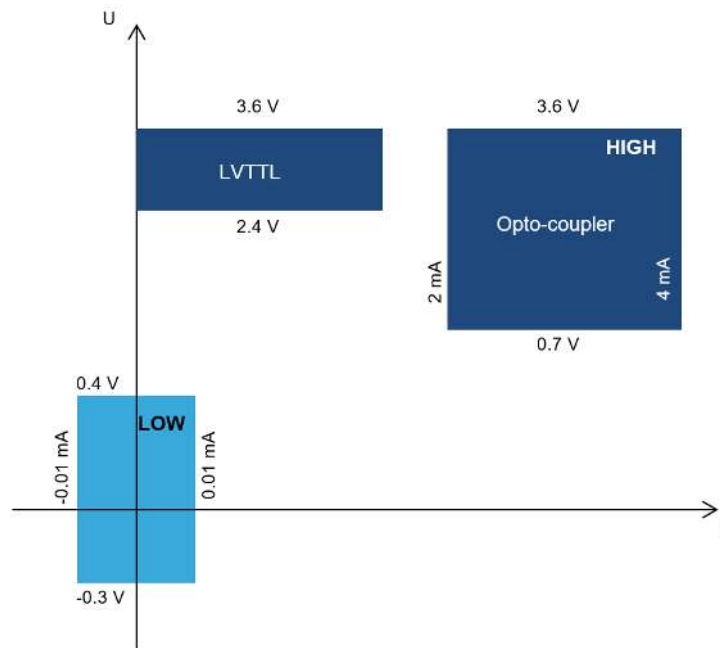 U
3.6 V
3.6 V
HIGH
LVTTL
2.4 V
Opto-coupler
2 mA
4 mA
0.7 V
0.4 V
LOW
-0.01 mA
0.01 mA
-0.3 V